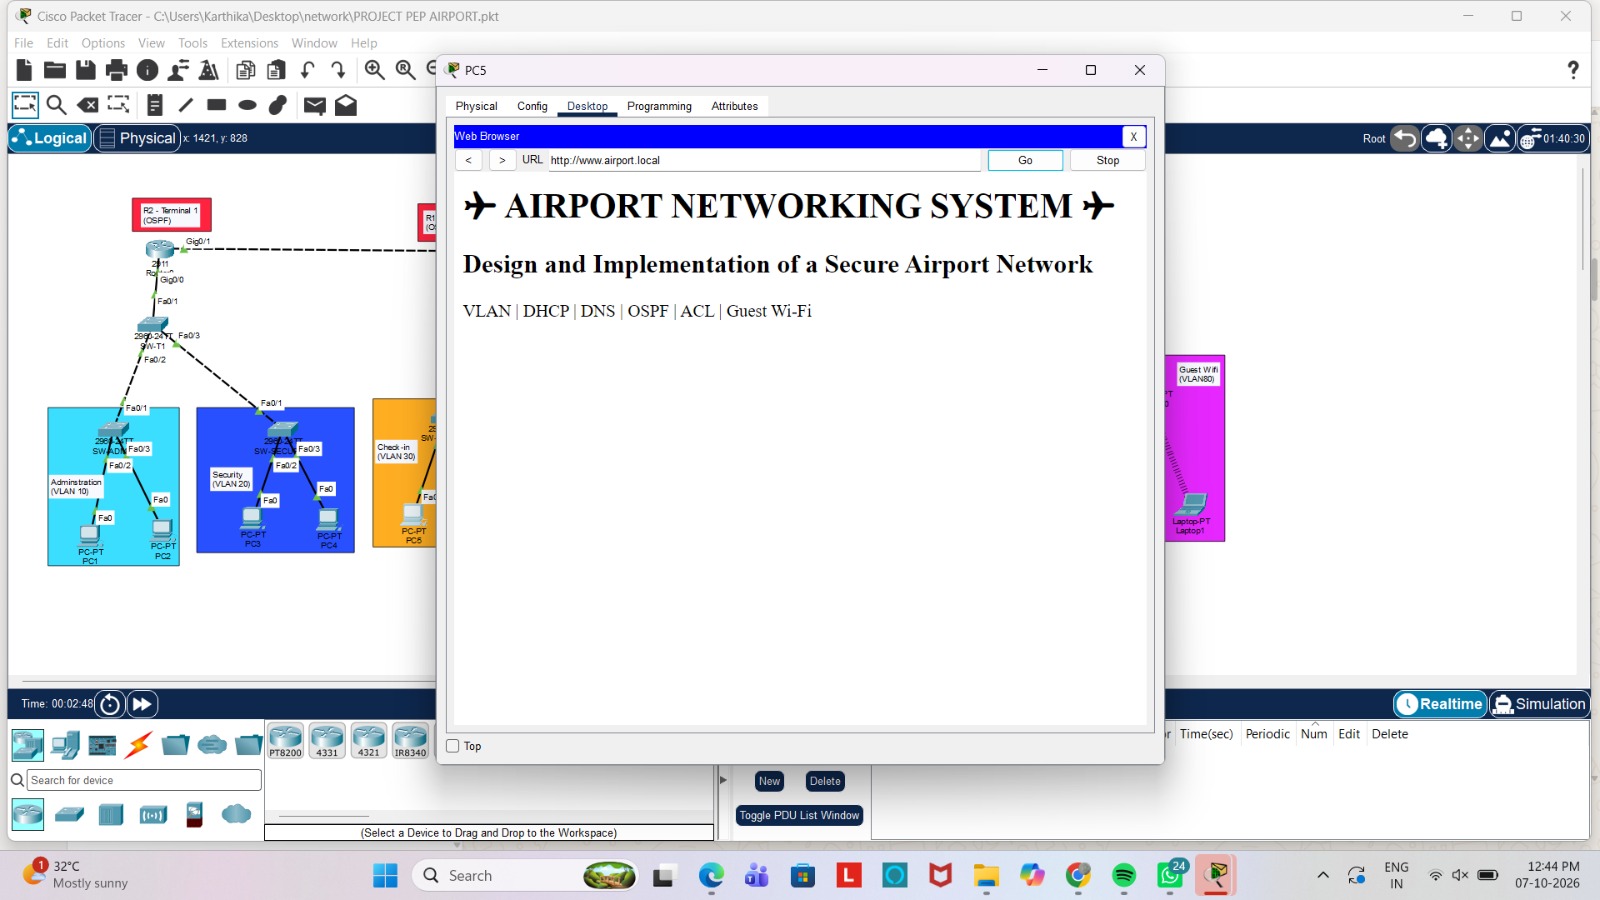 Cisco Packet Tracer - C:\Users\Karthika\Desktop\network\PROJECT PEP AIRPORT.pkt
File Edit Options View Tools Extensions Window Help
PC5
Physical Config Desktop Programming Attributes
Web Browser
X
< > URL http://www.airport.local Go Stop
✈ AIRPORT NETWORKING SYSTEM ✈
Design and Implementation of a Secure Airport Network
VLAN | DHCP | DNS | OSPF | ACL | Guest Wi-Fi
Top
Logical Physical x: 1421, y: 828
Root 01:40:30
R2 - Terminal 1
(OSPF)
R1
Gig0/1
Gig0/0
Fa0/1
2960-24TT
SW-T1
Fa0/3
Fa0/2
Fa0/1
Fa0/3
Fa0/2
Adminstration
(VLAN 10)
Fa0
Fa0
PC-PT
PC1
PC-PT
PC2
Fa0/1
Fa0/3
Fa0/2
Security
(VLAN 20)
Fa0
Fa0
PC-PT
PC3
PC-PT
PC4
Check-in
(VLAN 30)
PC-PT
PC5
Guest Wifi
(VLAN80)
Laptop-PT
Laptop1
Time: 00:02:48
Realtime Simulation
PT8200 4331 4321 IR8340
Search for device
(Select a Device to Drag and Drop to the Workspace)
New Delete
Toggle PDU List Window
Time(sec) Periodic Num Edit Delete
1
32°C
Mostly sunny
Search
24
ENG
IN
12:44 PM
07-10-2026